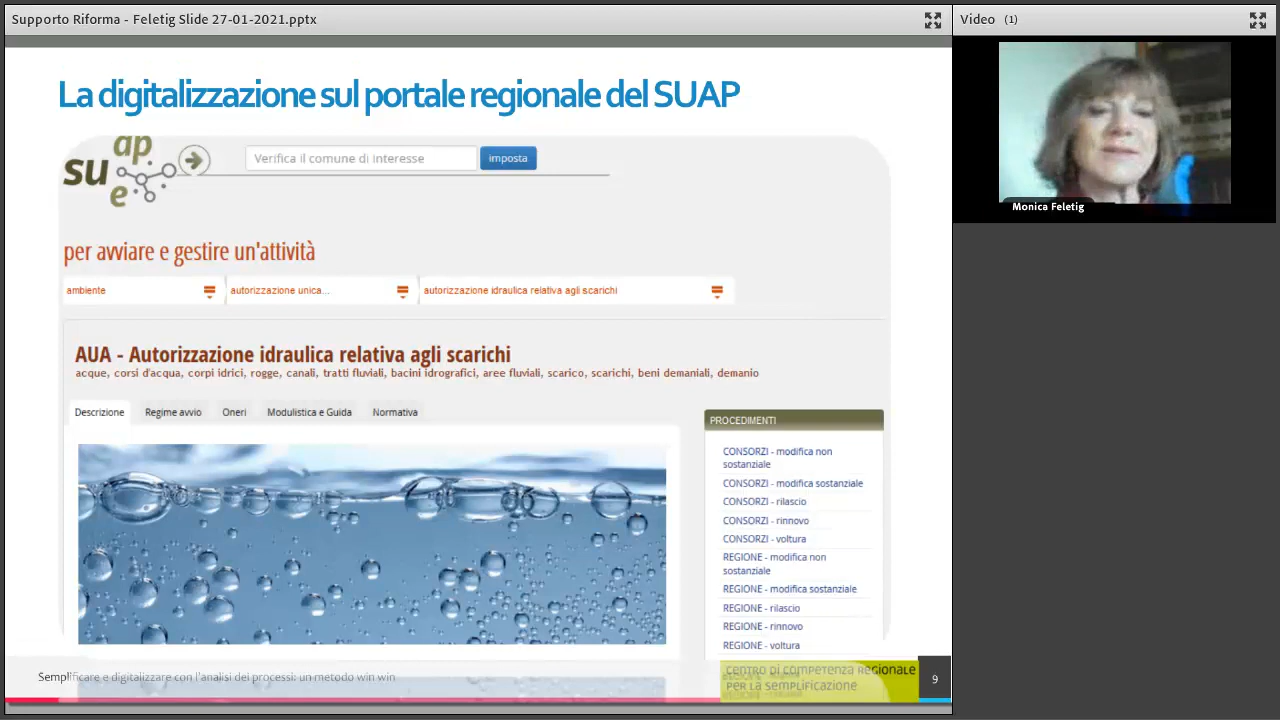 Supporto Riforma - Feletig Slide 27-01-2021.pptx
Video (1)
Monica Feletig
La digitalizzazione sul portale regionale del SUAP
su
ap
e
Verifica il comune di interesse
imposta
per avviare e gestire un'attività
ambiente
autorizzazione unica...
autorizzazione idraulica relativa agli scarichi
AUA - Autorizzazione idraulica relativa agli scarichi
acque, corsi d'acqua, corpi idrici, rogge, canali, tratti fluviali, bacini idrografici, aree fluviali, scarico, scarichi, beni demaniali, demanio
Descrizione
Regime avvio
Oneri
Modulistica e Guida
Normativa
PROCEDIMENTI
CONSORZI - modifica non
sostanziale
CONSORZI - modifica sostanziale
CONSORZI - rilascio
CONSORZI - rinnovo
CONSORZI - voltura
REGIONE - modifica non
sostanziale
REGIONE - modifica sostanziale
REGIONE - rilascio
REGIONE - rinnovo
REGIONE - voltura
Semplificare e digitalizzare con l'analisi dei processi: un metodo win win
CENTRO DI COMPETENZA REGIONALE
PER LA SEMPLIFICAZIONE
9